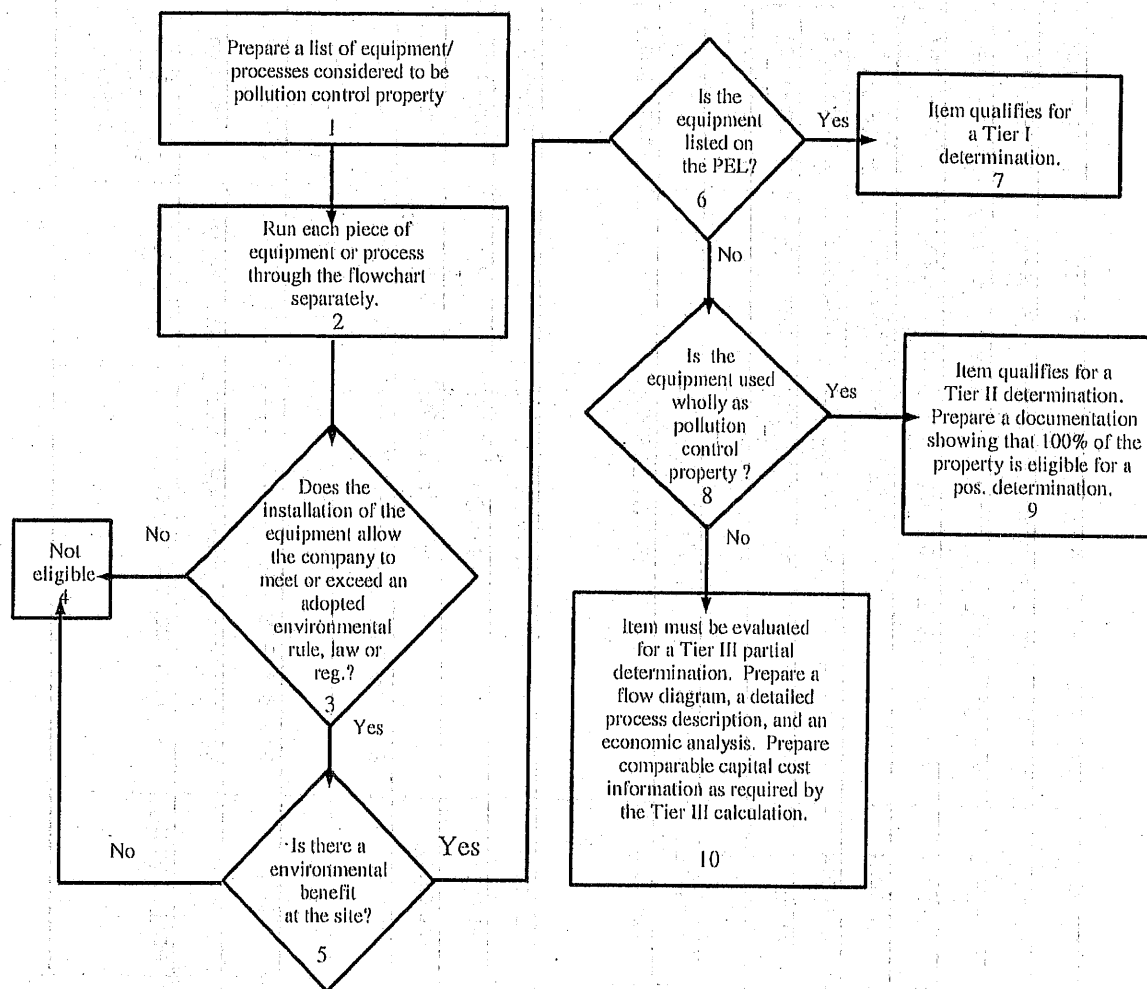 Prepare a list of equipment/
processes considered to be
pollution control property
1
Run each piece of
equipment or process
through the flowchart
separately.
2
Does the
installation of the
equipment allow
the company to
meet or exceed an
adopted
environmental
rule, law or
reg.?
3
No
Not
eligible
4
Yes
Is there a
environmental
benefit
at the site?
5
No
Yes
Is the
equipment
listed on
the PEL?
6
Yes
Item qualifies for
a Tier I
determination.
7
No
Is the
equipment used
wholly as
pollution
control
property ?
8
Yes
Item qualifies for a
Tier II determination.
Prepare a documentation
showing that 100% of the
property is eligible for a
pos. determination.
9
No
Item must be evaluated
for a Tier III partial
determination. Prepare a
flow diagram, a detailed
process description, and an
economic analysis. Prepare
comparable capital cost
information as required by
the Tier III calculation.
10